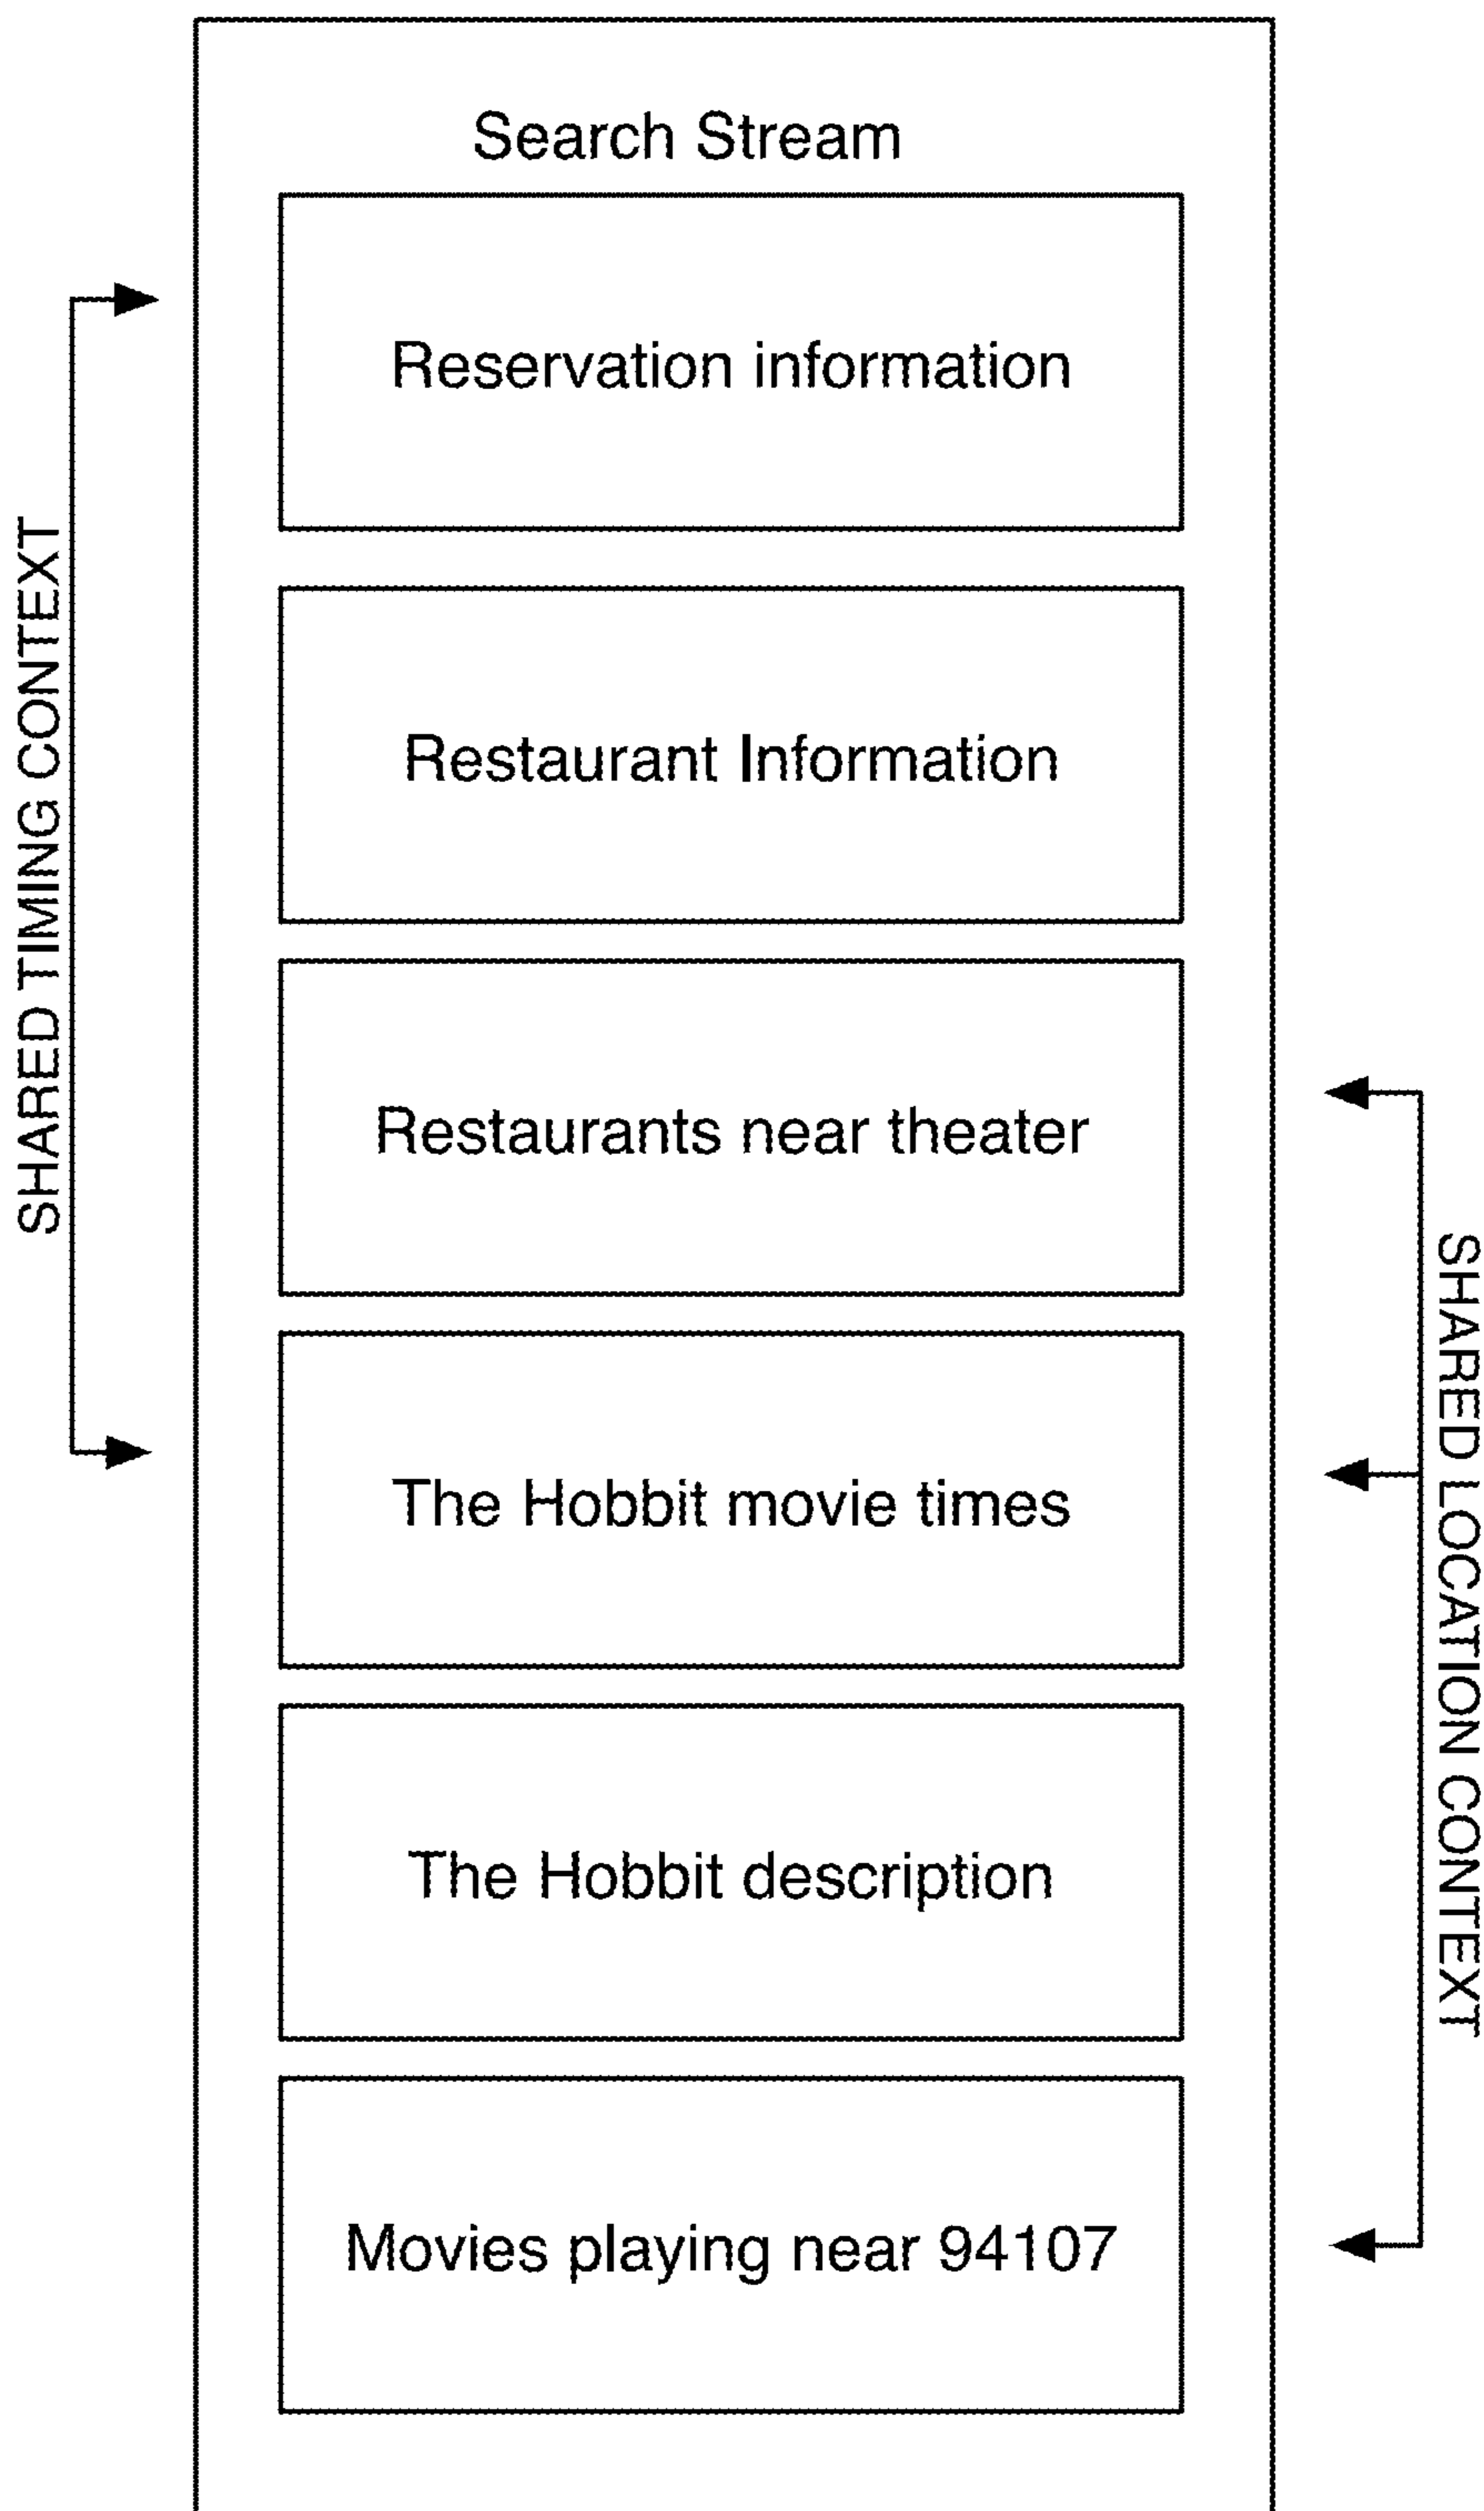 Search Stream
Reservation information
Restaurant Information
Restaurants near theater
The Hobbit movie times
The Hobbit description
Movies playing near 94107
SHARED TIMING CONTEXT
SHARED LOCATION CONTEXT